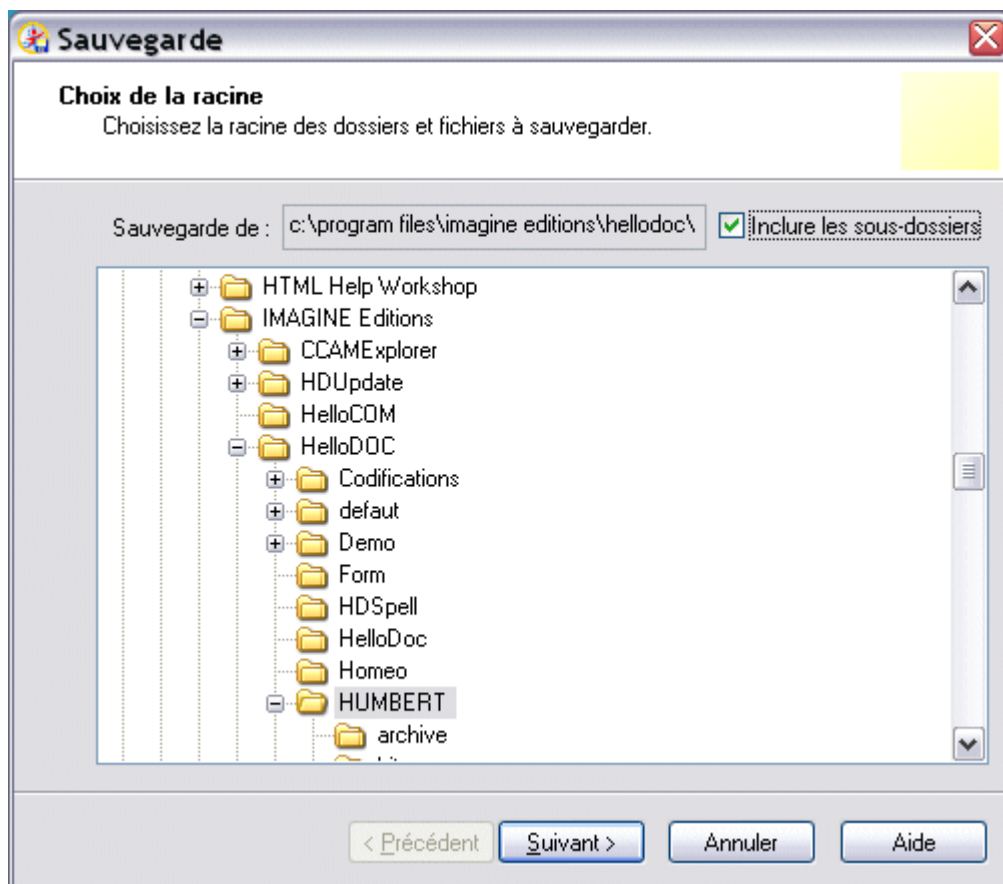 Sauvegarde
Choix de la racine
Choisissez la racine des dossiers et fichiers à sauvegarder.
Sauvegarde de : c:\program files\imagine editions\hellodoc\ Inclure les sous-dossiers
HTML Help Workshop
IMAGINE Editions
CCAMExplorer
HDUpdate
HelloCOM
HelloDOC
Codifications
defaut
Demo
Form
HDSpell
HelloDoc
Homeo
HUMBERT
archive
< Précédent Suivant > Annuler Aide